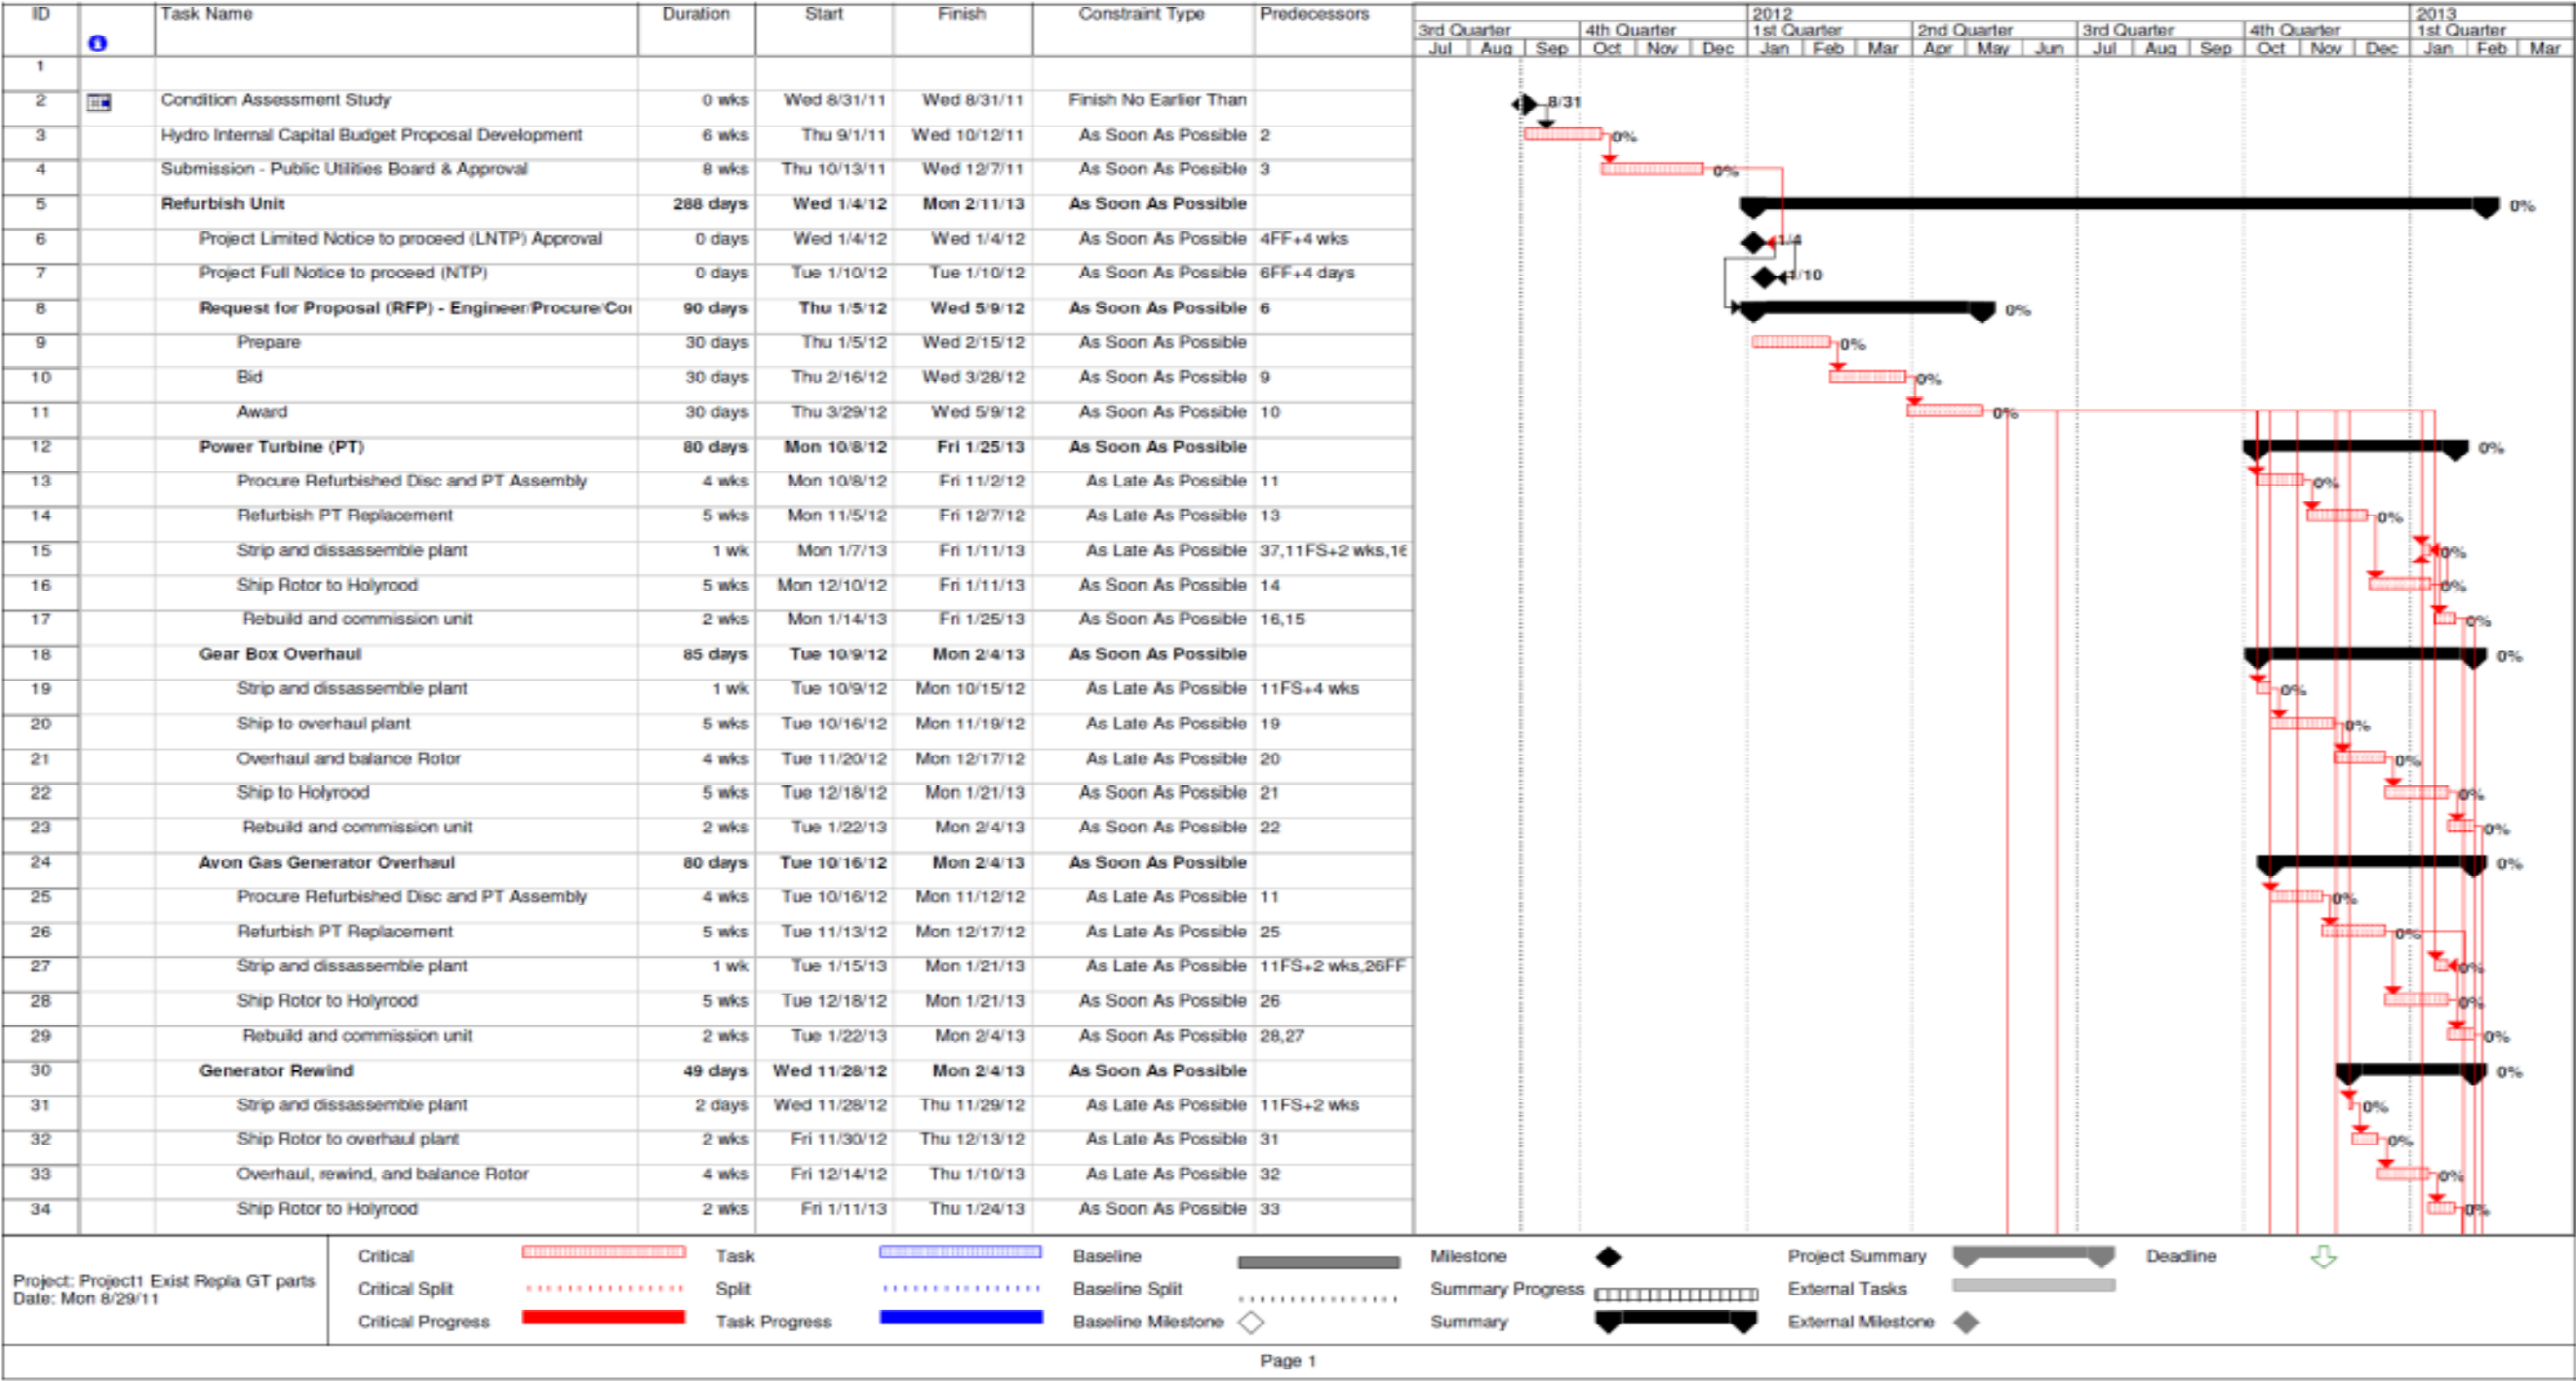 ID Task Name Duration Start Finish Constraint Type Predecessors
2012 2013
3rd Quarter 4th Quarter 1st Quarter 2nd Quarter 3rd Quarter 4th Quarter 1st Quarter
Jul Aug Sep Oct Nov Dec Jan Feb Mar Apr May Jun Jul Aug Sep Oct Nov Dec Jan Feb Mar
1
2 Condition Assessment Study 0 wks Wed 8/31/11 Wed 8/31/11 Finish No Earlier Than 8/31
3 Hydro Internal Capital Budget Proposal Development 6 wks Thu 9/1/11 Wed 10/12/11 As Soon As Possible 2 0%
4 Submission - Public Utilities Board & Approval 8 wks Thu 10/13/11 Wed 12/7/11 As Soon As Possible 3 0%
5 Refurbish Unit 288 days Wed 1/4/12 Mon 2/11/13 As Soon As Possible 0%
6 Project Limited Notice to proceed (LNTP) Approval 0 days Wed 1/4/12 Wed 1/4/12 As Soon As Possible 4FF+4 wks 1/4
7 Project Full Notice to proceed (NTP) 0 days Tue 1/10/12 Tue 1/10/12 As Soon As Possible 6FF+4 days 1/10
8 Request for Proposal (RFP) - Engineer/Procure/Cor 90 days Thu 1/5/12 Wed 5/9/12 As Soon As Possible 6 0%
9 Prepare 30 days Thu 1/5/12 Wed 2/15/12 As Soon As Possible 0%
10 Bid 30 days Thu 2/16/12 Wed 3/28/12 As Soon As Possible 9 0%
11 Award 30 days Thu 3/29/12 Wed 5/9/12 As Soon As Possible 10 0%
12 Power Turbine (PT) 80 days Mon 10/8/12 Fri 1/25/13 As Soon As Possible 0%
13 Procure Refurbished Disc and PT Assembly 4 wks Mon 10/8/12 Fri 11/2/12 As Late As Possible 11 0%
14 Refurbish PT Replacement 5 wks Mon 11/5/12 Fri 12/7/12 As Late As Possible 13 0%
15 Strip and dissassemble plant 1 wk Mon 1/7/13 Fri 1/11/13 As Late As Possible 37,11FS+2 wks,16 0%
16 Ship Rotor to Holyrood 5 wks Mon 12/10/12 Fri 1/11/13 As Soon As Possible 14 0%
17 Rebuild and commission unit 2 wks Mon 1/14/13 Fri 1/25/13 As Soon As Possible 16,15 0%
18 Gear Box Overhaul 85 days Tue 10/9/12 Mon 2/4/13 As Soon As Possible 0%
19 Strip and dissassemble plant 1 wk Tue 10/9/12 Mon 10/15/12 As Late As Possible 11FS+4 wks 0%
20 Ship to overhaul plant 5 wks Tue 10/16/12 Mon 11/19/12 As Late As Possible 19 0%
21 Overhaul and balance Rotor 4 wks Tue 11/20/12 Mon 12/17/12 As Late As Possible 20 0%
22 Ship to Holyrood 5 wks Tue 12/18/12 Mon 1/21/13 As Soon As Possible 21 0%
23 Rebuild and commission unit 2 wks Tue 1/22/13 Mon 2/4/13 As Soon As Possible 22 0%
24 Avon Gas Generator Overhaul 80 days Tue 10/16/12 Mon 2/4/13 As Soon As Possible 0%
25 Procure Refurbished Disc and PT Assembly 4 wks Tue 10/16/12 Mon 11/12/12 As Late As Possible 11 0%
26 Refurbish PT Replacement 5 wks Tue 11/13/12 Mon 12/17/12 As Late As Possible 25 0%
27 Strip and dissassemble plant 1 wk Tue 1/15/13 Mon 1/21/13 As Late As Possible 11FS+2 wks,26FF 0%
28 Ship Rotor to Holyrood 5 wks Tue 12/18/12 Mon 1/21/13 As Soon As Possible 26 0%
29 Rebuild and commission unit 2 wks Tue 1/22/13 Mon 2/4/13 As Soon As Possible 28,27 0%
30 Generator Rewind 49 days Wed 11/28/12 Mon 2/4/13 As Soon As Possible 0%
31 Strip and dissassemble plant 2 days Wed 11/28/12 Thu 11/29/12 As Late As Possible 11FS+2 wks 0%
32 Ship Rotor to overhaul plant 2 wks Fri 11/30/12 Thu 12/13/12 As Late As Possible 31 0%
33 Overhaul, rewind, and balance Rotor 4 wks Fri 12/14/12 Thu 1/10/13 As Late As Possible 32 0%
34 Ship Rotor to Holyrood 2 wks Fri 1/11/13 Thu 1/24/13 As Soon As Possible 33 0%
Project: Project1 Exist Repla GT parts
Date: Mon 8/29/11
Critical Task Baseline Milestone Project Summary Deadline
Critical Split Split Baseline Split Summary Progress External Tasks
Critical Progress Task Progress Baseline Milestone Summary External Milestone
Page 1